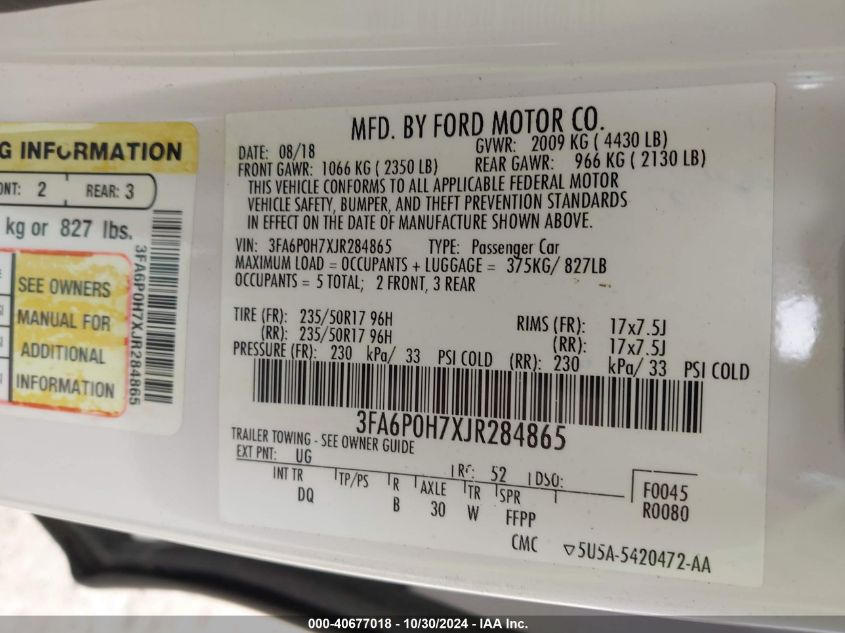 G INFORMATION
NT: 2 REAR: 3
kg or 827 lbs.
SEE OWNERS
MANUAL FOR
ADDITIONAL
INFORMATION
3FA6P0H7XJR284865
MFD. BY FORD MOTOR CO.
DATE: 08/18 GVWR: 2009 KG ( 4430 LB)
FRONT GAWR: 1066 KG ( 2350 LB) REAR GAWR: 966 KG ( 2130 LB)
THIS VEHICLE CONFORMS TO ALL APPLICABLE FEDERAL MOTOR
VEHICLE SAFETY, BUMPER, AND THEFT PREVENTION STANDARDS
IN EFFECT ON THE DATE OF MANUFACTURE SHOWN ABOVE.
VIN: 3FA6P0H7XJR284865 TYPE: Passenger Car
MAXIMUM LOAD = OCCUPANTS + LUGGAGE = 375KG/ 827LB
OCCUPANTS = 5 TOTAL; 2 FRONT, 3 REAR
TIRE (FR): 235/50R17 96H RIMS (FR): 17x7.5J
(RR): 235/50R17 96H (RR): 17x7.5J
PRESSURE (FR): 230 kPa/ 33 PSI COLD (RR): 230 kPa/ 33 PSI COLD
3FA6P0H7XJR284865
TRAILER TOWING - SEE OWNER GUIDE
EXT PNT: UG RC: 52 DSO:
INT TR TP/PS R AXLE TR SPR
DQ B 30 W FFPP
F0045
R0080
CMC ▽5U5A-5420472-AA
000-40677018 - 10/30/2024 - IAA Inc.